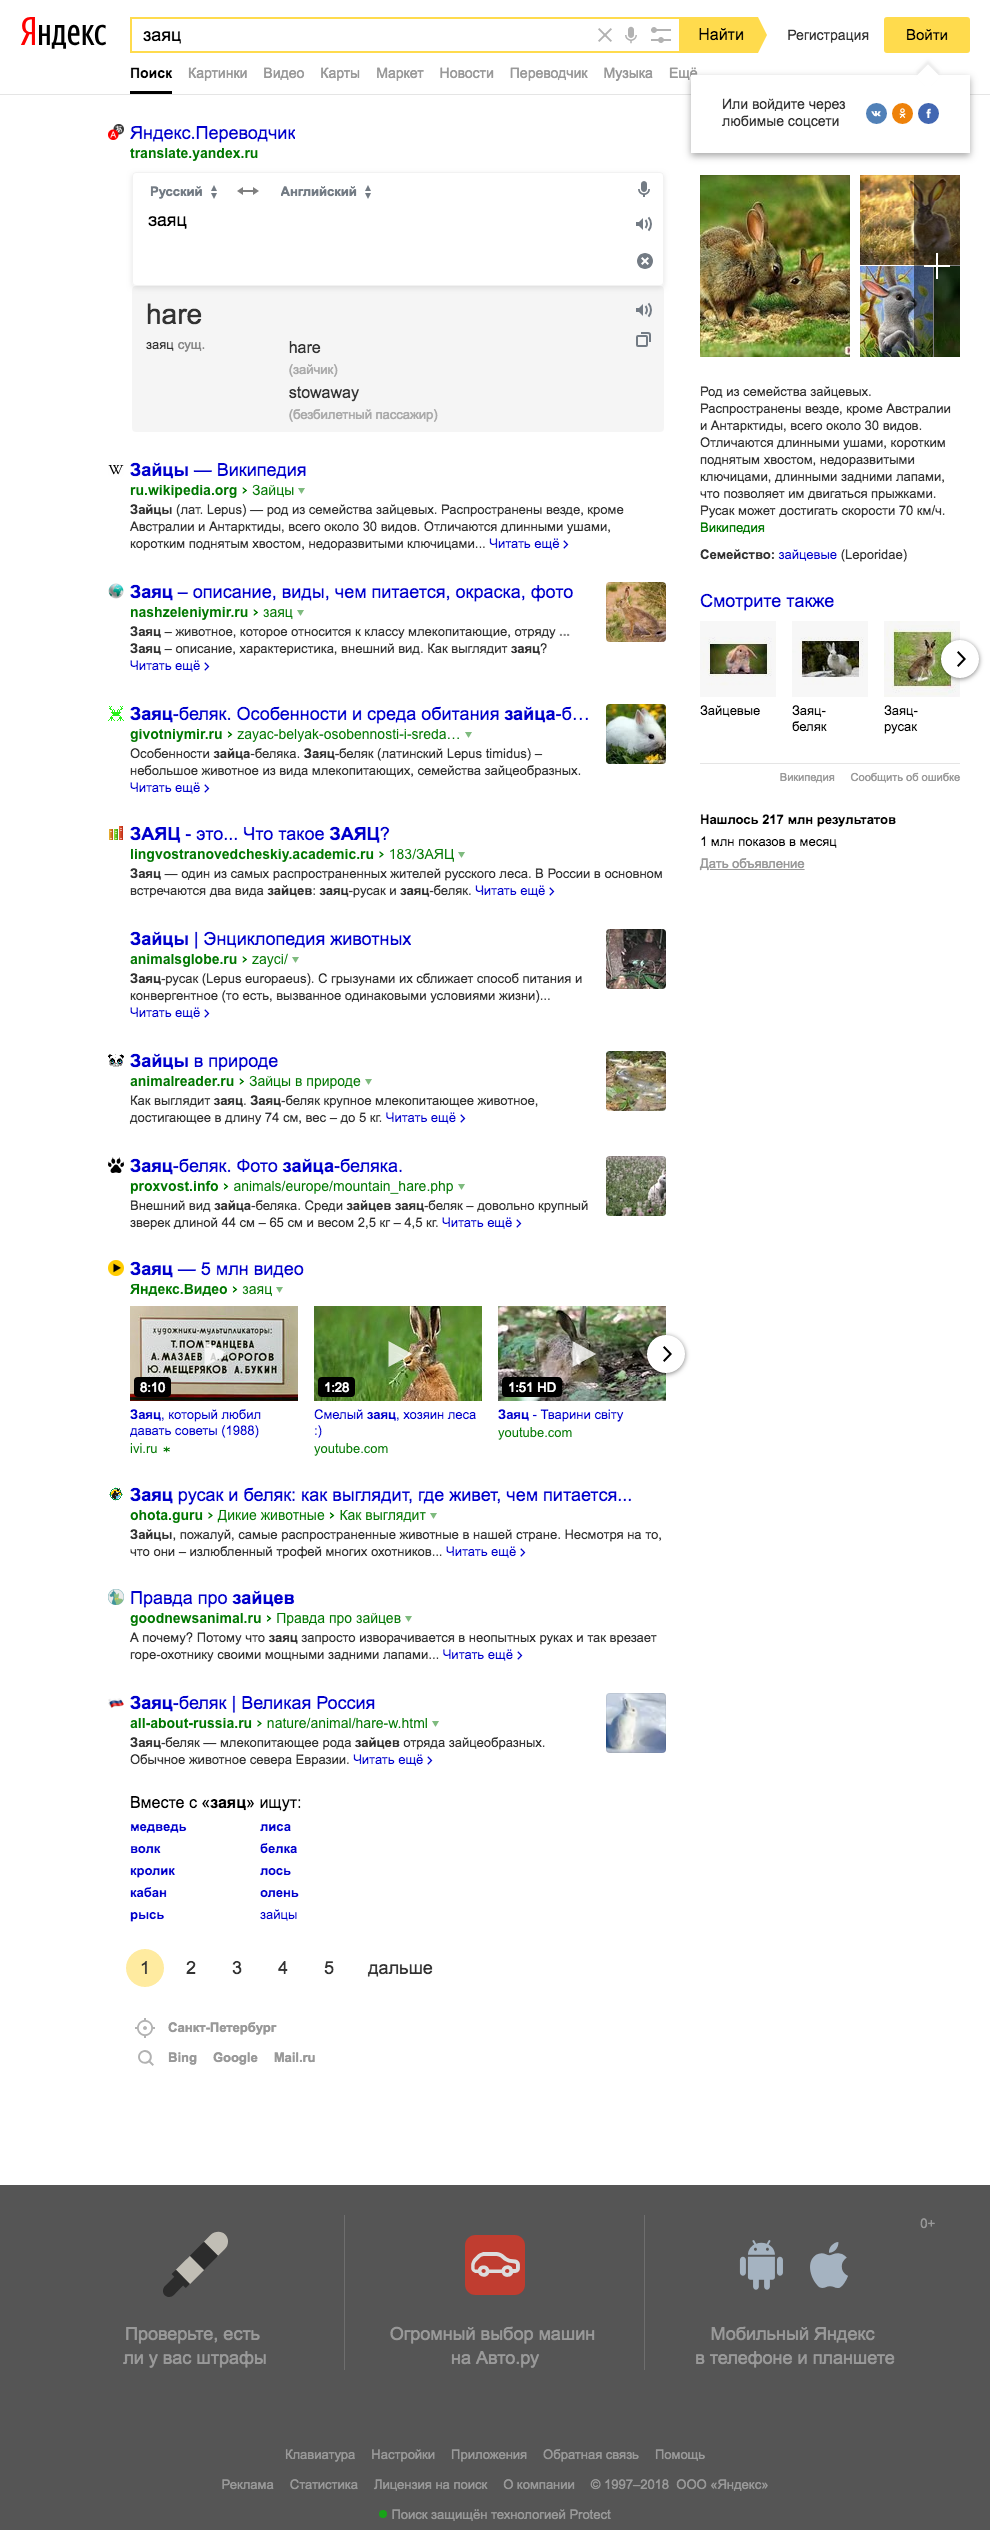 Яндекс
заяц
Найти
Регистрация
Войти
Поиск Картинки Видео Карты Маркет Новости Переводчик Музыка Ещё
Или войдите через
любимые соцсети
Яндекс.Переводчик
translate.yandex.ru
Русский Английский
заяц
hare
заяц сущ.
hare
(зайчик)
stowaway
(безбилетный пассажир)
Зайцы — Википедия
ru.wikipedia.org › Зайцы
Зайцы (лат. Lepus) — род из семейства зайцевых. Распространены везде, кроме
Австралии и Антарктиды, всего около 30 видов. Отличаются длинными ушами,
коротким поднятым хвостом, недоразвитыми ключицами... Читать ещё ›
Заяц – описание, виды, чем питается, окраска, фото
nashzeleniymir.ru › заяц
Заяц – животное, которое относится к классу млекопитающие, отряду ...
Заяц – описание, характеристика, внешний вид. Как выглядит заяц?
Читать ещё ›
Заяц-беляк. Особенности и среда обитания зайца-б...
givotniymir.ru › zayac-belyak-osobennosti-i-sreda...
Особенности зайца-беляка. Заяц-беляк (латинский Lepus timidus) –
небольшое животное из вида млекопитающих, семейства зайцеобразных.
Читать ещё ›
ЗАЯЦ - это... Что такое ЗАЯЦ?
lingvostranovedcheskiy.academic.ru › 183/ЗАЯЦ
Заяц — один из самых распространенных жителей русского леса. В России в основном
встречаются два вида зайцев: заяц-русак и заяц-беляк. Читать ещё ›
Зайцы | Энциклопедия животных
animalsglobe.ru › zayci/
Заяц-русак (Lepus europaeus). С грызунами их сближает способ питания и
конвергентное (то есть, вызванное одинаковыми условиями жизни)...
Читать ещё ›
Зайцы в природе
animalreader.ru › Зайцы в природе
Как выглядит заяц. Заяц-беляк крупное млекопитающее животное,
достигающее в длину 74 см, вес – до 5 кг. Читать ещё ›
Заяц-беляк. Фото зайца-беляка.
proxvost.info › animals/europe/mountain_hare.php
Внешний вид зайца-беляка. Среди зайцев заяц-беляк – довольно крупный
зверек длиной 44 см – 65 см и весом 2,5 кг – 4,5 кг. Читать ещё ›
Заяц — 5 млн видео
Яндекс.Видео › заяц
художники-мультипликаторы:
Т.ПОМЕРАНЦЕВА
А.МАЗАЕВ
Ю.МЕЩЕРЯКОВ А.БУКИН
8:10
1:28
1:51 HD
Заяц, который любил
давать советы (1988)
ivi.ru
Смелый заяц, хозяин леса
:)
youtube.com
Заяц - Тварини світу
youtube.com
Заяц русак и беляк: как выглядит, где живет, чем питается...
ohota.guru › Дикие животные › Как выглядит
Зайцы, пожалуй, самые распространенные животные в нашей стране. Несмотря на то,
что они – излюбленный трофей многих охотников... Читать ещё ›
Правда про зайцев
goodnewsanimal.ru › Правда про зайцев
А почему? Потому что заяц запросто изворачивается в неопытных руках и так врезает
горе-охотнику своими мощными задними лапами... Читать ещё ›
Заяц-беляк | Великая Россия
all-about-russia.ru › nature/animal/hare-w.html
Заяц-беляк — млекопитающее рода зайцев отряда зайцеобразных.
Обычное животное севера Евразии. Читать ещё ›
Вместе с «заяц» ищут:
медведь лиса
волк белка
кролик лось
кабан олень
рысь зайцы
1 2 3 4 5 дальше
Санкт-Петербург
Bing Google Mail.ru
Род из семейства зайцевых.
Распространены везде, кроме Австралии
и Антарктиды, всего около 30 видов.
Отличаются длинными ушами, коротким
поднятым хвостом, недоразвитыми
ключицами, длинными задними лапами,
что позволяет им двигаться прыжками.
Русак может достигать скорости 70 км/ч.
Википедия
Семейство: зайцевые (Leporidae)
Смотрите также
Зайцевые
Заяц-
беляк
Заяц-
русак
Википедия Сообщить об ошибке
Нашлось 217 млн результатов
1 млн показов в месяц
Дать объявление
0+
Проверьте, есть
ли у вас штрафы
Огромный выбор машин
на Авто.ру
Мобильный Яндекс
в телефоне и планшете
Клавиатура Настройки Приложения Обратная связь Помощь
Реклама Статистика Лицензия на поиск О компании © 1997–2018 ООО «Яндекс»
Поиск защищён технологией Protect